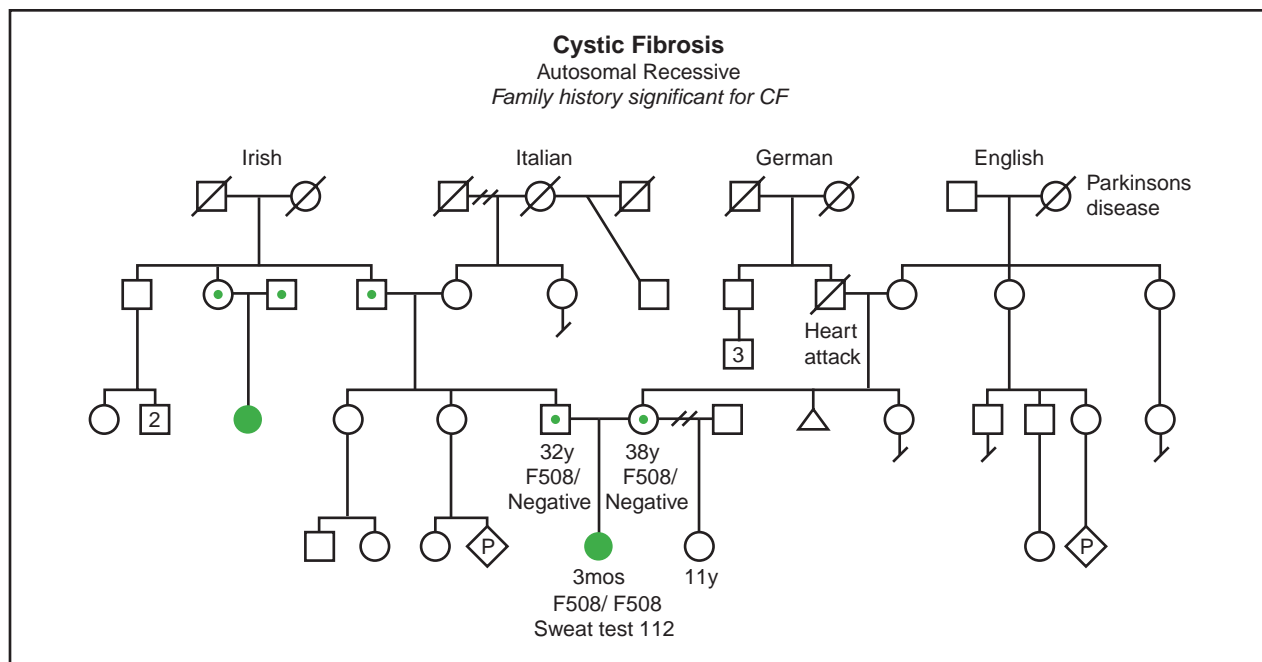 Cystic Fibrosis
Autosomal Recessive
Family history significant for CF
Irish
Italian
German
English
Parkinsons
disease
Heart
attack
3
2
32y
F508/
Negative
38y
F508/
Negative
P
P
3mos
F508/ F508
Sweat test 112
11y